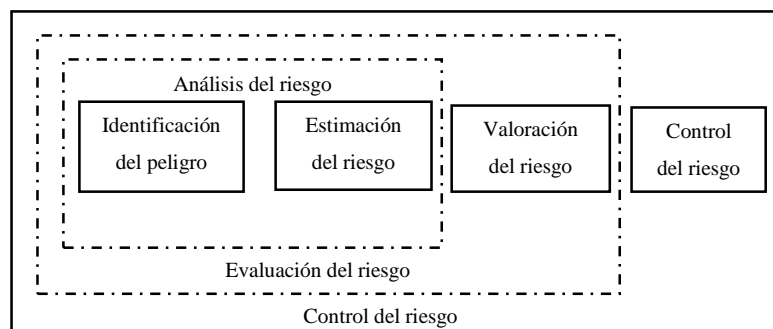 Análisis del riesgo
Identificación
del peligro
Estimación
del riesgo
Valoración
del riesgo
Control
del riesgo
Evaluación del riesgo
Control del riesgo